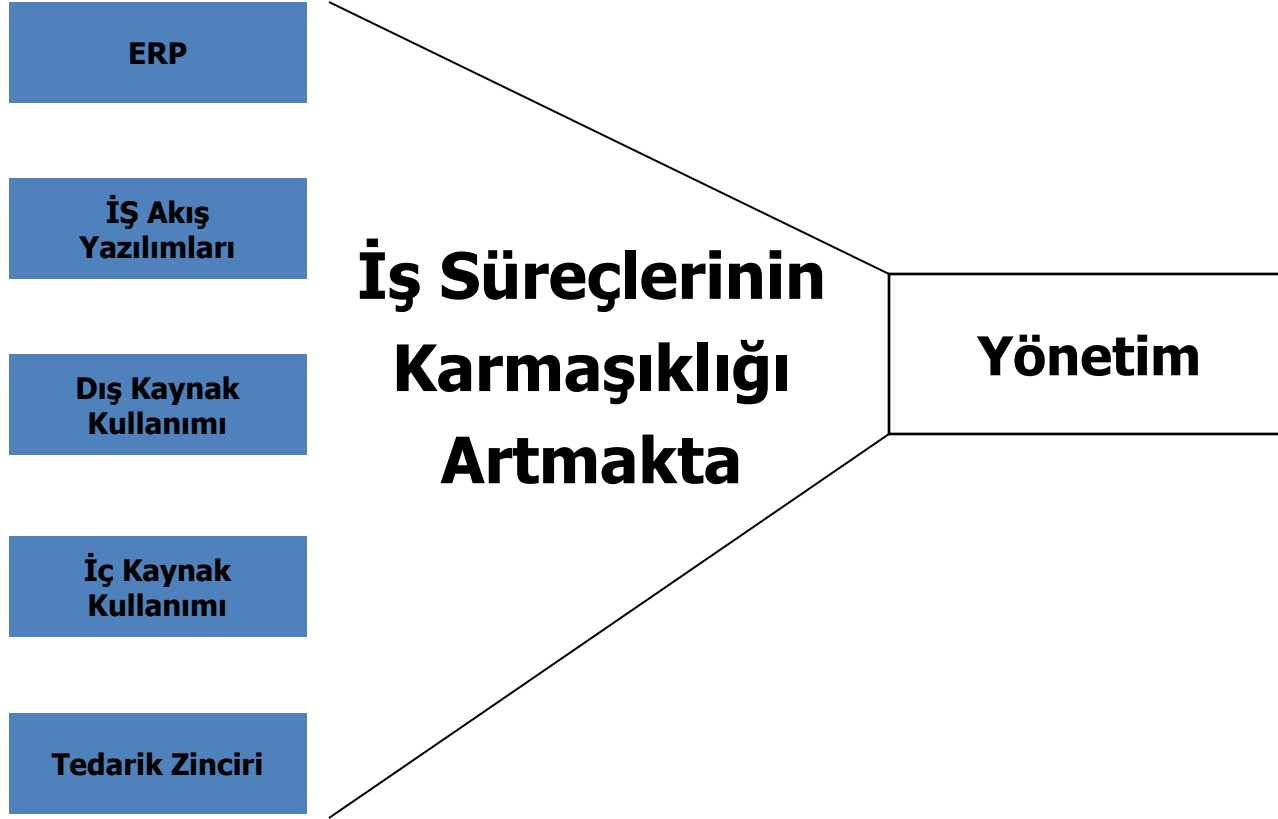 ERP
İŞ Akış
Yazılımları
Dış Kaynak
Kullanımı
İç Kaynak
Kullanımı
Tedarik Zinciri
İş Süreçlerinin
Karmaşıklığı
Artmakta
Yönetim